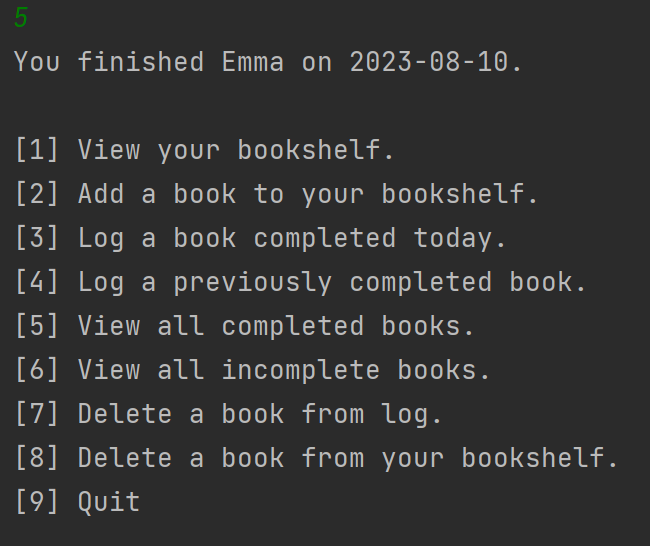 5
You finished Emma on 2023-08-10.
[1] View your bookshelf.
[2] Add a book to your bookshelf.
[3] Log a book completed today.
[4] Log a previously completed book.
[5] View all completed books.
[6] View all incomplete books.
[7] Delete a book from log.
[8] Delete a book from your bookshelf.
[9] Quit